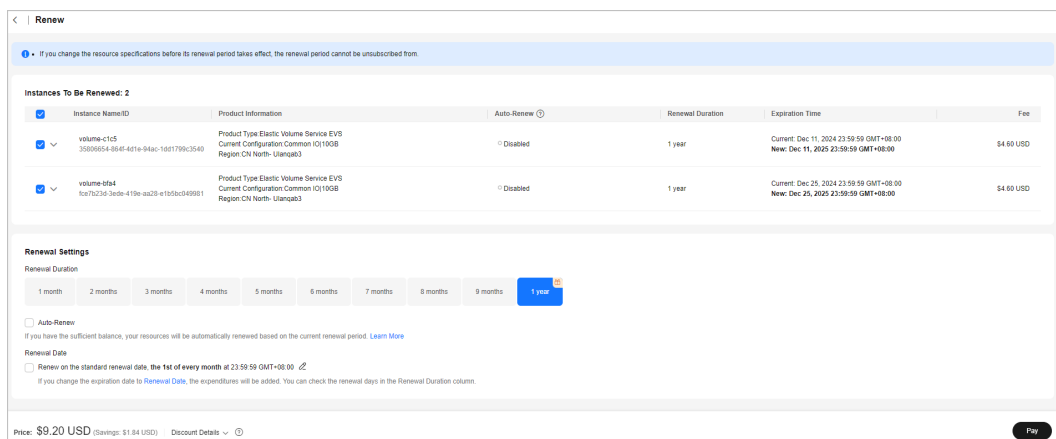 < | Renew
• If you change the resource specifications before its renewal period takes effect, the renewal period cannot be unsubscribed from.
Instances To Be Renewed: 2
Instance Name/ID Product Information Auto-Renew Renewal Duration Expiration Time Fee
volume-c1c5
35806654-864f-4d1e-94ac-1dd1799c3540
Product Type:Elastic Volume Service EVS
Current Configuration:Common IO|10GB
Region:CN North- Ulanqab3
Disabled
1 year
Current: Dec 11, 2024 23:59:59 GMT+08:00
New: Dec 11, 2025 23:59:59 GMT+08:00
$4.60 USD
volume-bfa4
fce7b23d-3ede-419e-aa28-e1b5bc049981
Product Type:Elastic Volume Service EVS
Current Configuration:Common IO|10GB
Region:CN North- Ulanqab3
Disabled
1 year
Current: Dec 25, 2024 23:59:59 GMT+08:00
New: Dec 25, 2025 23:59:59 GMT+08:00
$4.60 USD
Renewal Settings
Renewal Duration
1 month 2 months 3 months 4 months 5 months 6 months 7 months 8 months 9 months 1 year
Auto-Renew
If you have the sufficient balance, your resources will be automatically renewed based on the current renewal period. Learn More
Renewal Date
Renew on the standard renewal date, the 1st of every month at 23:59:59 GMT+08:00
If you change the expiration date to Renewal Date, the expenditures will be added. You can check the renewal days in the Renewal Duration column.
Price: $9.20 USD (Savings: $1.84 USD) | Discount Details
Pay